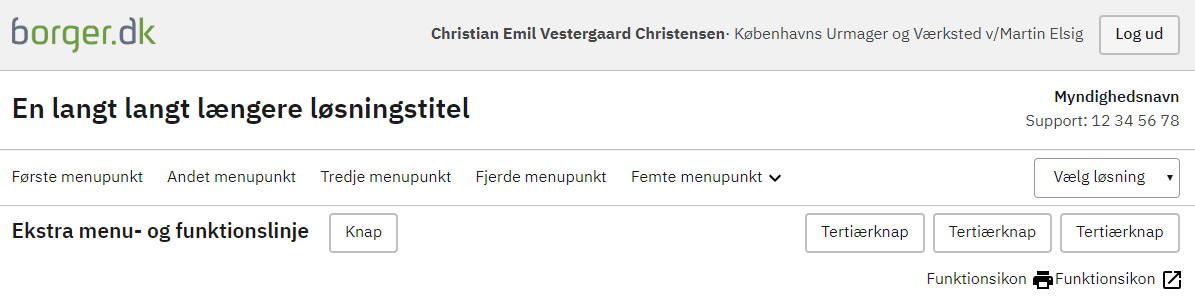 borger.dk
Christian Emil Vestergaard Christensen· Københavns Urmager og Værksted v/Martin Elsig
Log ud
En langt langt længere løsningstitel
Myndighedsnavn
Support: 12 34 56 78
Første menupunkt Andet menupunkt Tredje menupunkt Fjerde menupunkt Femte menupunkt
Vælg løsning
Ekstra menu- og funktionslinje
Knap
Tertiærknap Tertiærknap Tertiærknap
Funktionsikon Funktionsikon